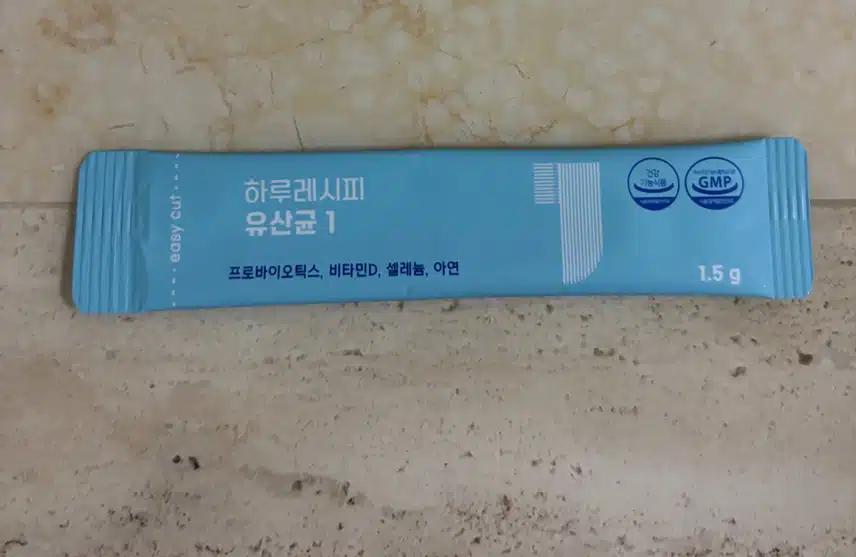 easy cut
하루레시피
유산균 1
프로바이오틱스, 비타민D, 셀레늄, 아연
건강
기능식품
GMP
1.5 g